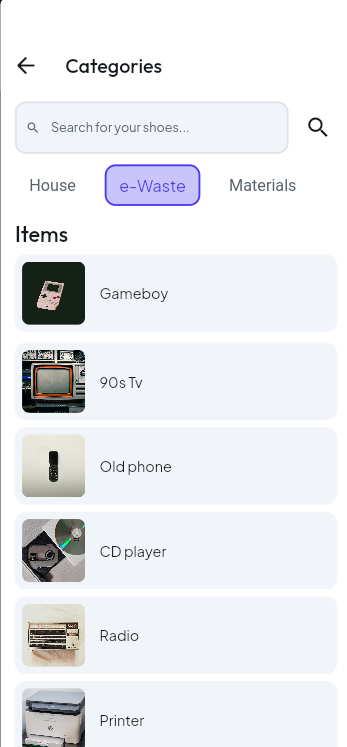 Categories
Search for your shoes...
House
e-Waste
Materials
Items
Gameboy
90s Tv
Old phone
CD player
Radio
Printer